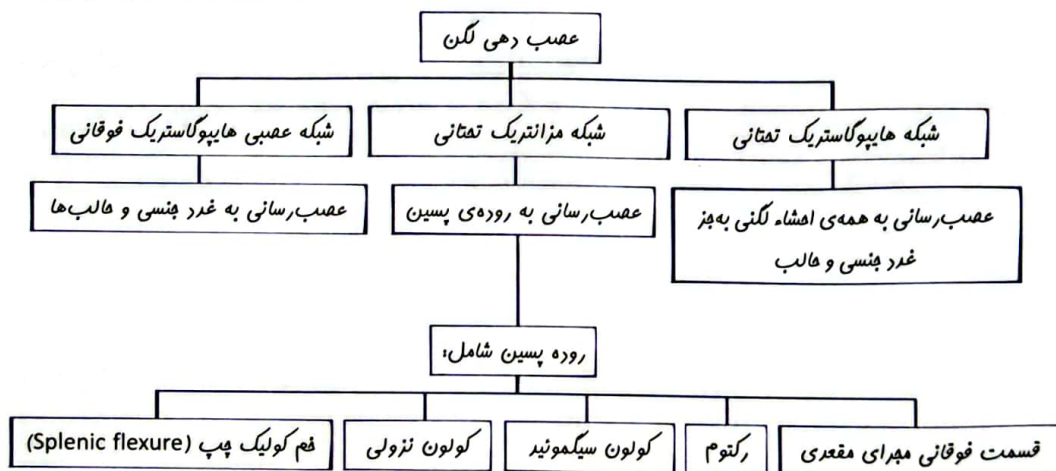 عصب دهی لگن
شبکه هایپوگاستریک تحتانی
شبکه مزانتریک تحتانی
شبکه عصبی هایپوگاستریک فوقانی
عصب‌رسانی به همه‌ی احشاء لگنی به‌جز
غدد جنسی و حالب
عصب‌رسانی به روده‌ی پسین
عصب‌رسانی به غدد جنسی و حالب‌ها
روده پسین شامل:
قسمت فوقانی مجرای مقعدی
رکتوم
کولون سیگموئید
کولون نزولی
خم کولیک چپ (Splenic flexure)